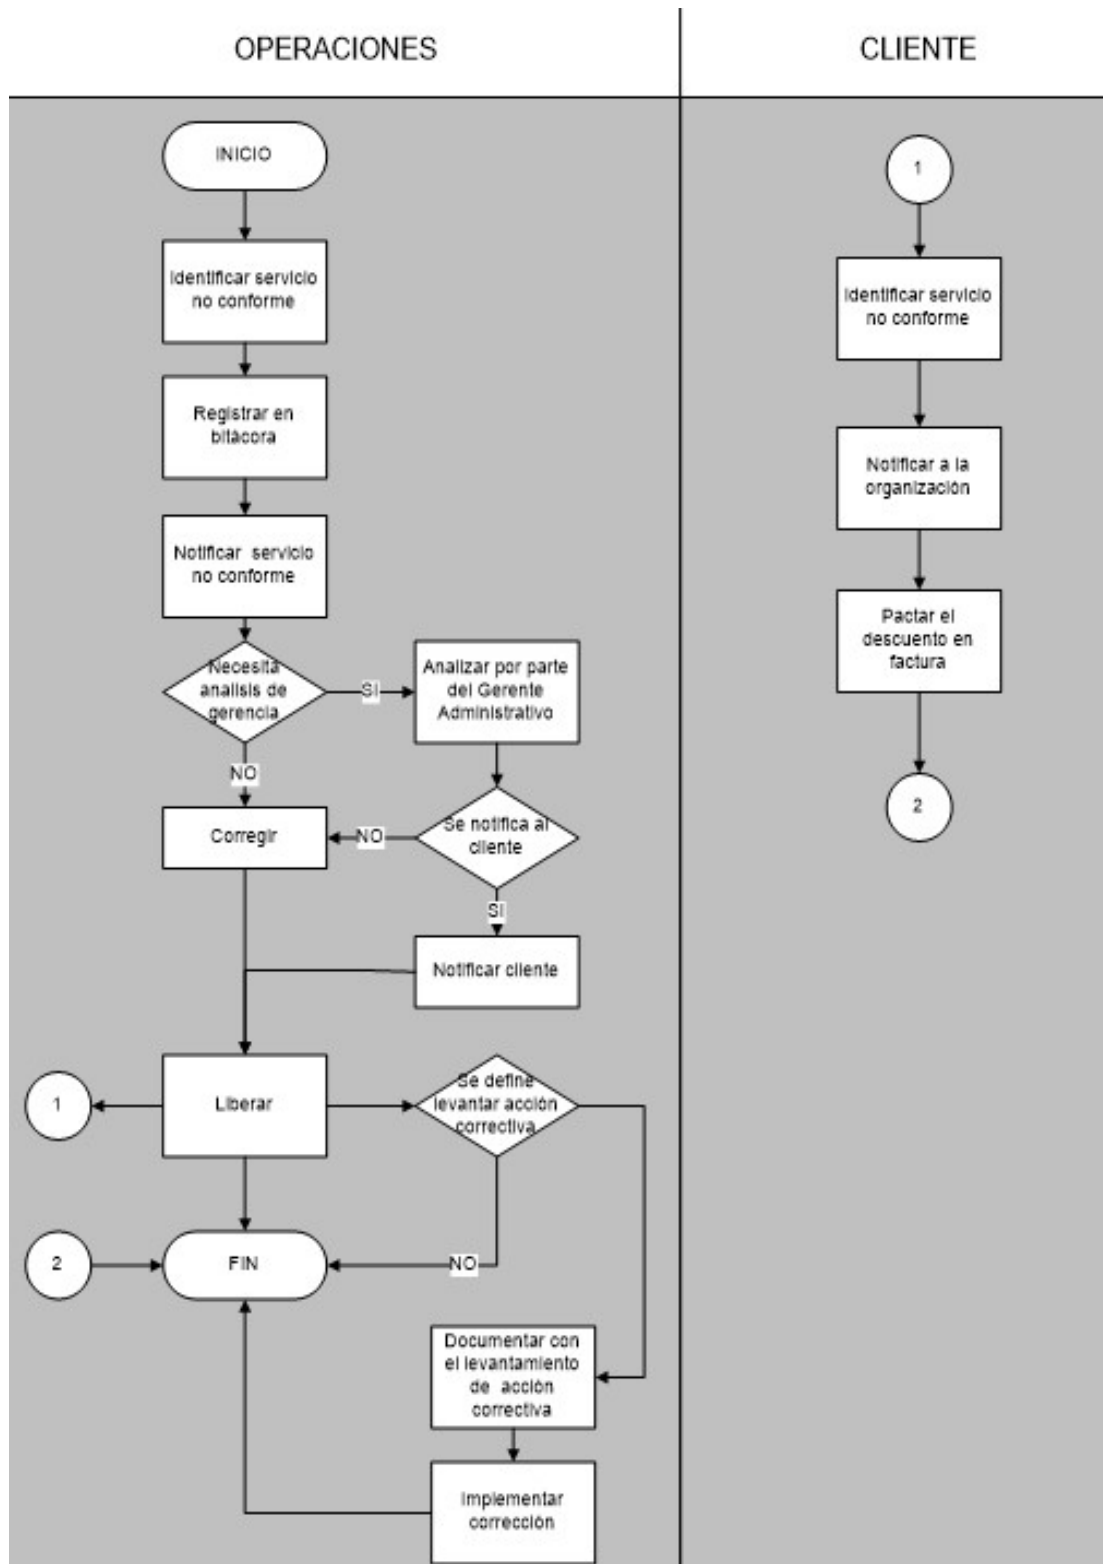 OPERACIONES
CLIENTE
INICIO
Identificar servicio
no conforme
Registrar en
bitácora
Notificar servicio
no conforme
Necesita
analisis de
gerencia
SI
Analizar por parte
del Gerente
Administrativo
NO
Corregir
NO
Se notifica al
cliente
SI
Notificar cliente
1
Liberar
Se define
levantar acción
correctiva
2
FIN
NO
Documentar con
el levantamiento
de acción
correctiva
Implementar
corrección
1
Identificar servicio
no conforme
Notificar a la
organización
Pactar el
descuento en
factura
2